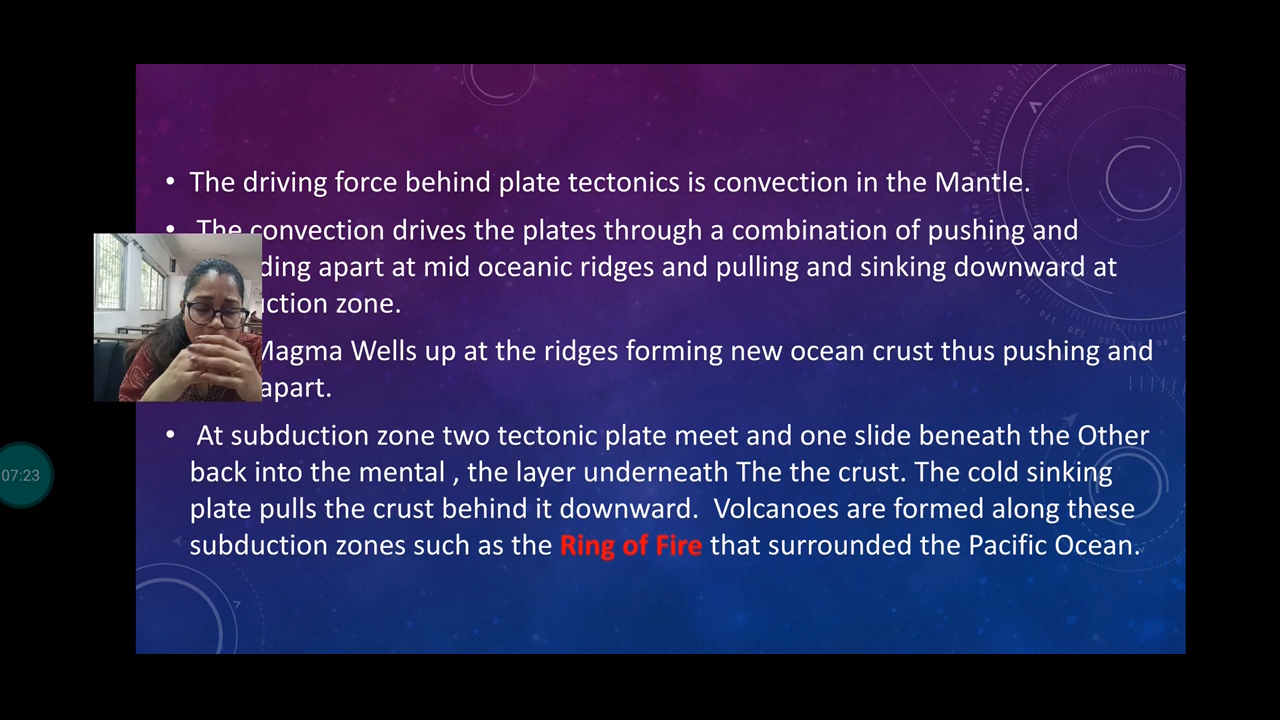 • The driving force behind plate tectonics is convection in the Mantle.
• The convection drives the plates through a combination of pushing and
apart at mid oceanic ridges and pulling and sinking downward at
zone.
Magma Wells up at the ridges forming new ocean crust thus pushing and
apart.
• At subduction zone two tectonic plate meet and one slide beneath the Other
back into the mental , the layer underneath The the crust. The cold sinking
plate pulls the crust behind it downward. Volcanoes are formed along these
subduction zones such as the Ring of Fire that surrounded the Pacific Ocean.
07:23